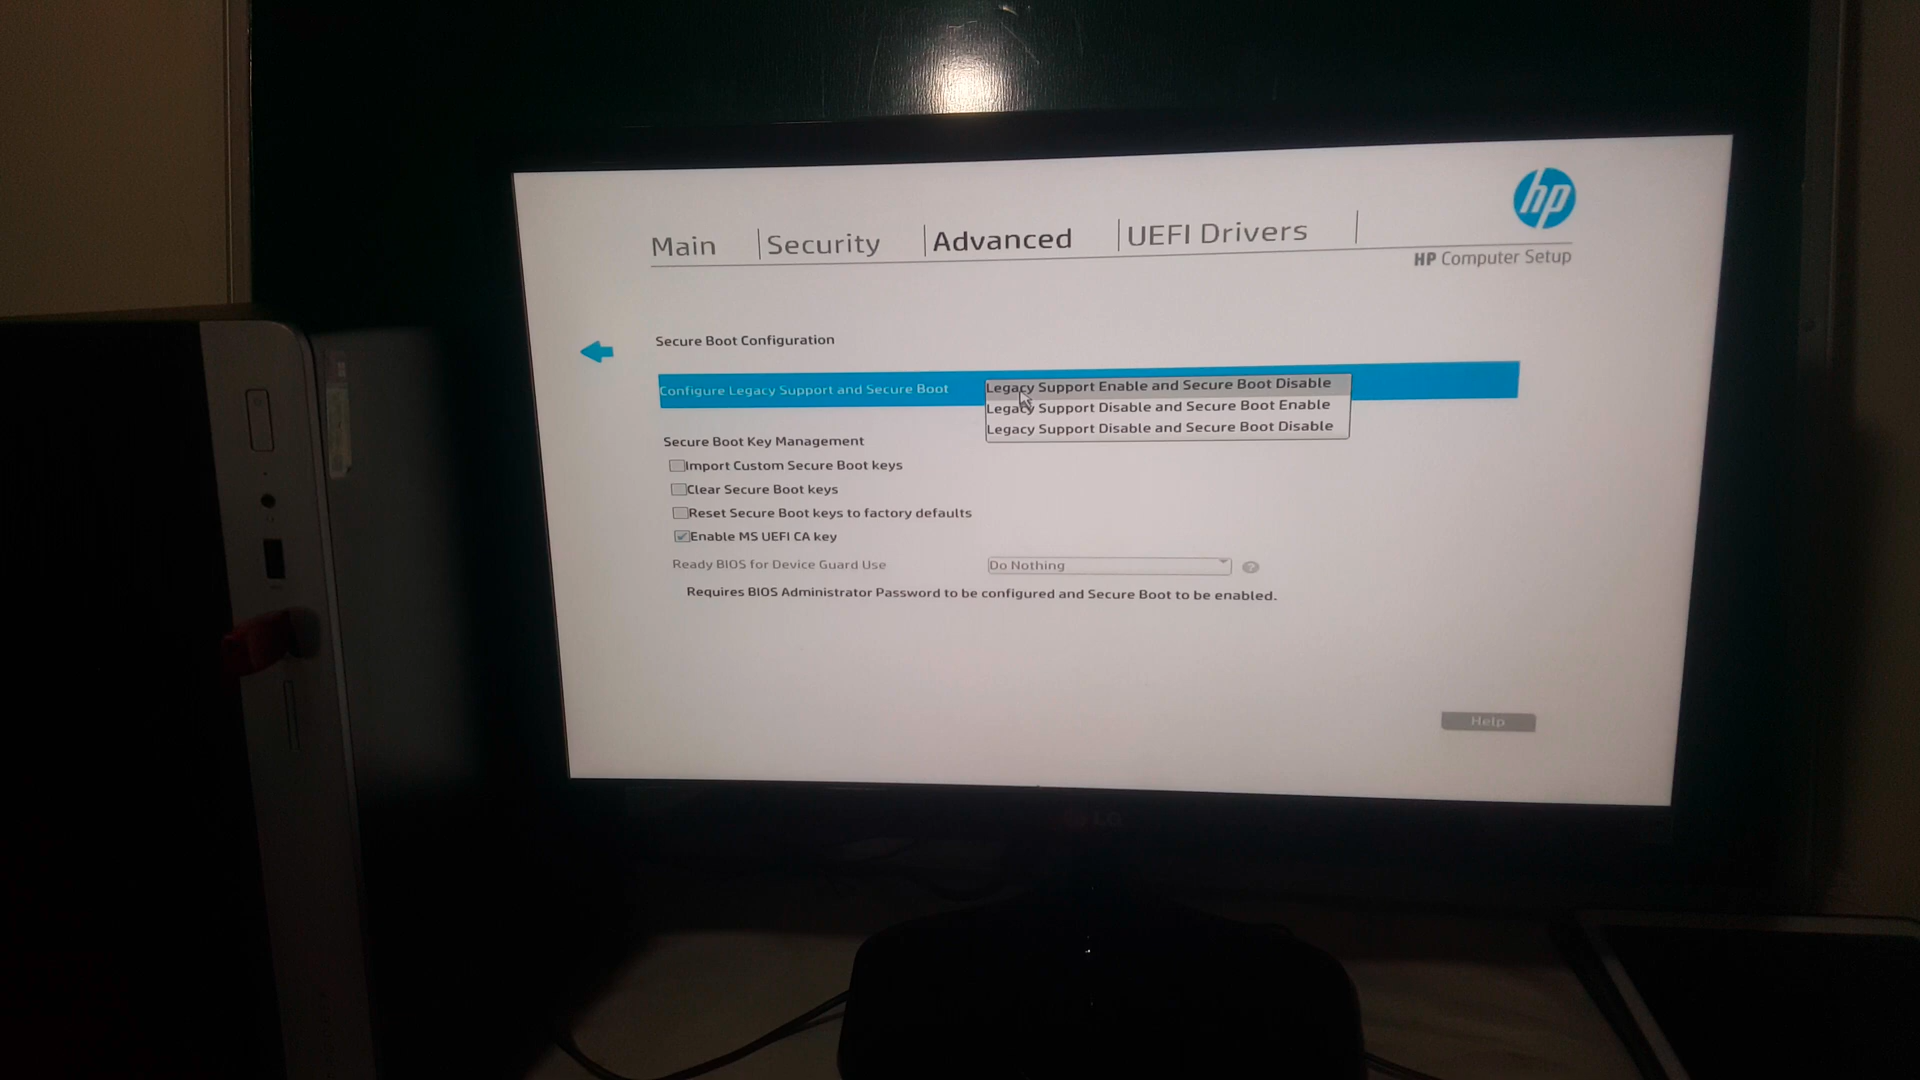 hp
Main
Security
Advanced
UEFI Drivers
HP Computer Setup
Secure Boot Configuration
Configure Legacy Support and Secure Boot
Legacy Support Enable and Secure Boot Disable
Legacy Support Disable and Secure Boot Enable
Legacy Support Disable and Secure Boot Disable
Secure Boot Key Management
Import Custom Secure Boot keys
Clear Secure Boot keys
Reset Secure Boot keys to factory defaults
Enable MS UEFI CA key
Ready BIOS for Device Guard Use
Do Nothing
?
Requires BIOS Administrator Password to be configured and Secure Boot to be enabled.
Help
LG